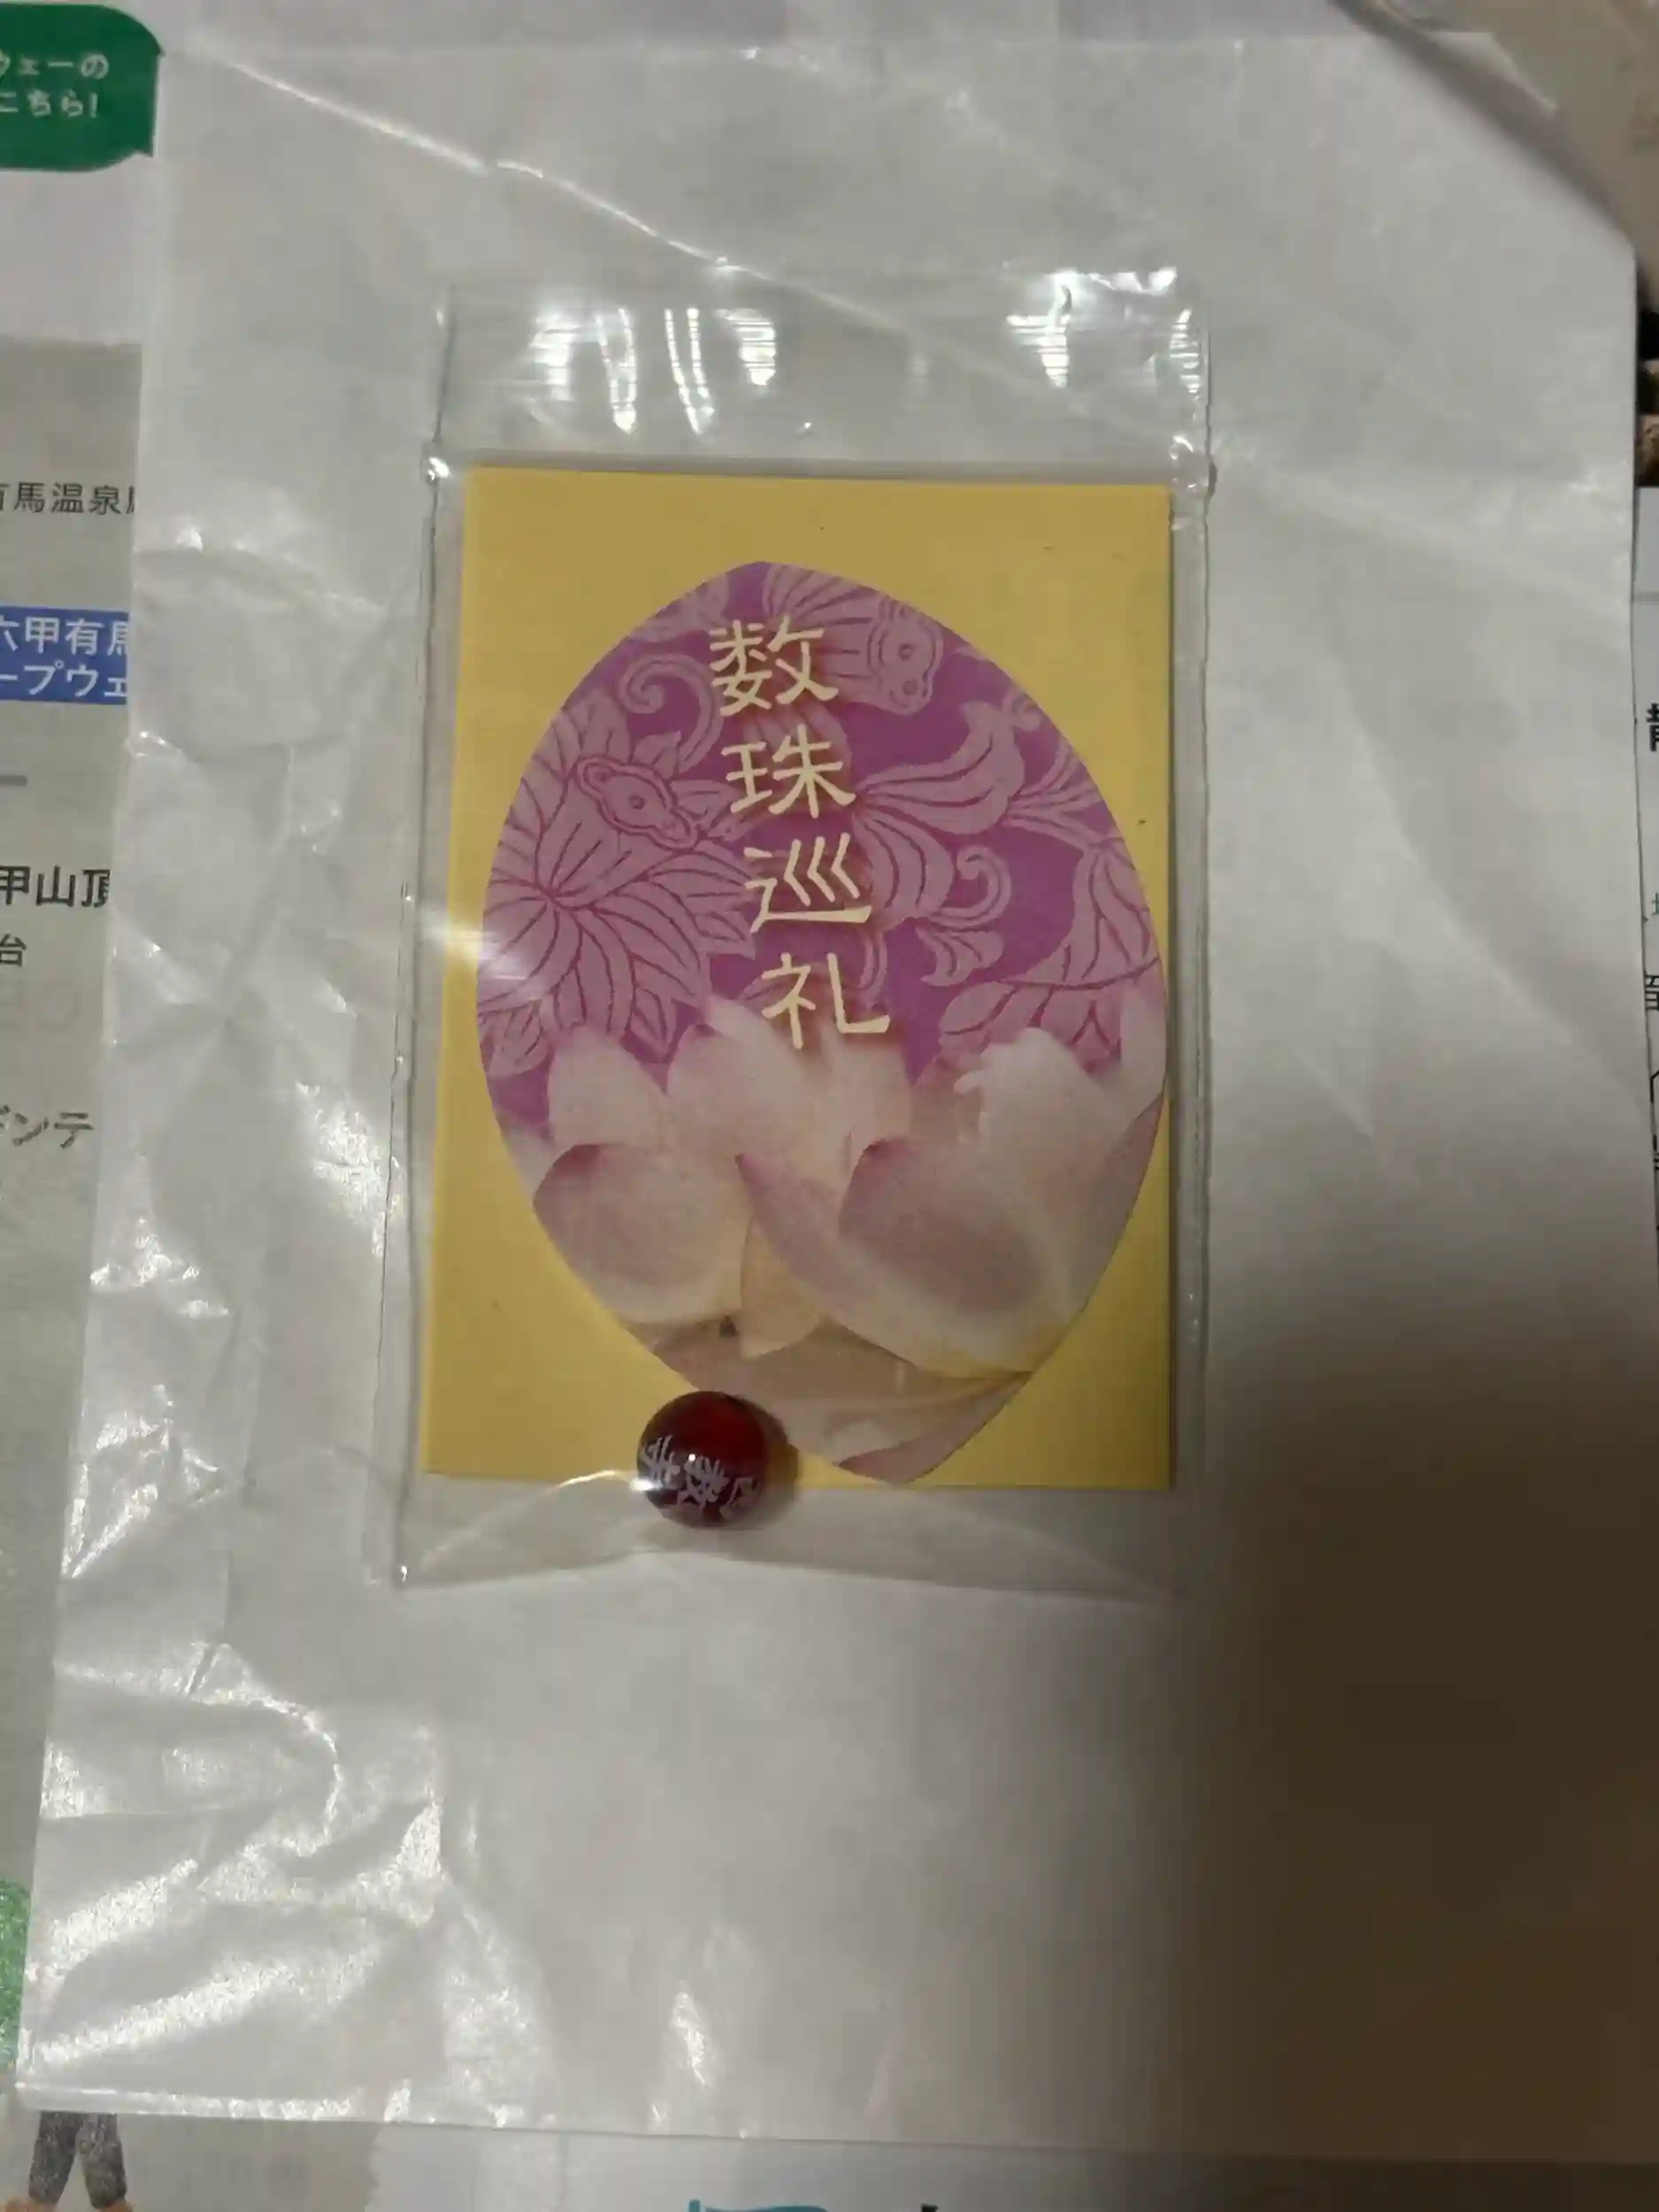 ウェーの
こちら!
有馬温泉
六甲有馬
ープウェ
甲山頂
台
ンテ
数
珠
巡
礼